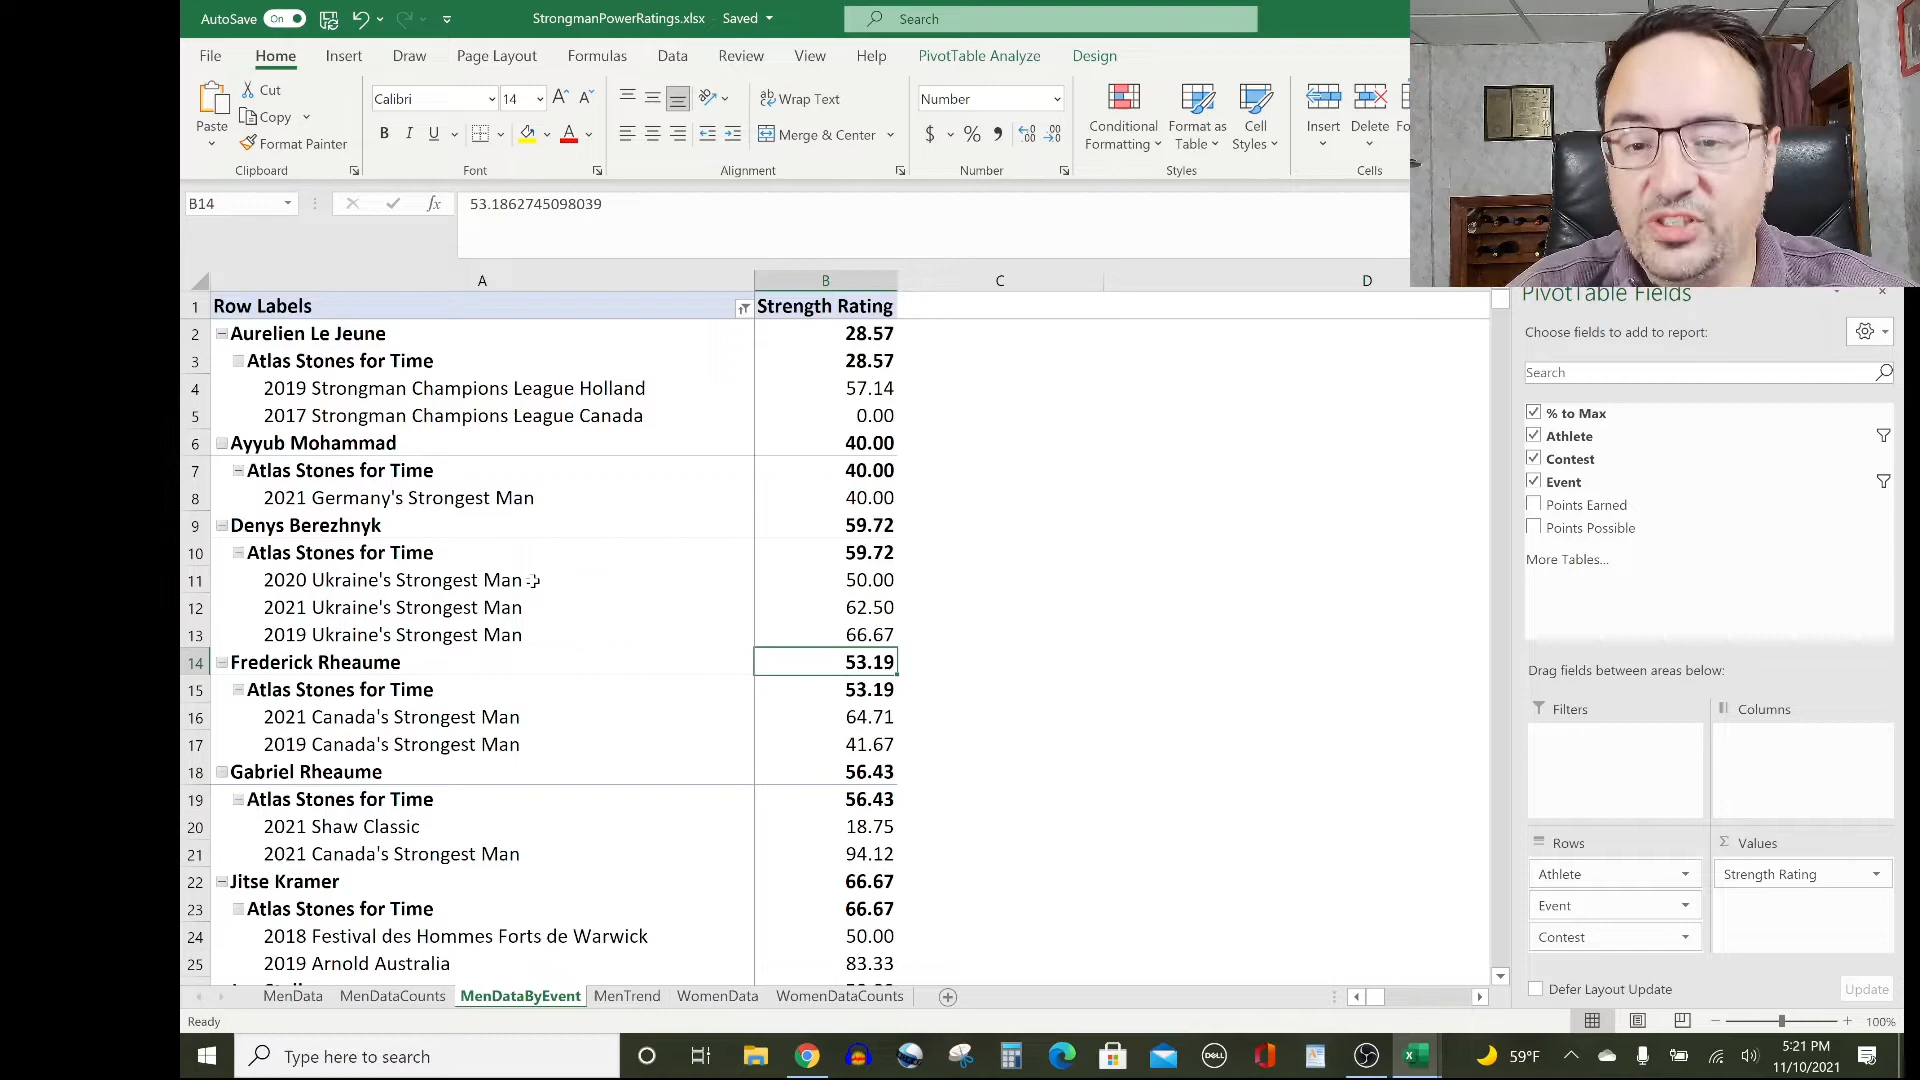 AutoSave On StrongmanPowerRatings.xlsx Saved Search
File Home Insert Draw Page Layout Formulas Data Review View Help PivotTable Analyze Design
Paste Cut Copy Format Painter Clipboard
Calibri 14 B I U Font
Wrap Text Merge & Center Alignment
Number $ % , Number
Conditional Formatting Format as Table Cell Styles Styles
Insert Delete Fo Cells
B14 fx 53.1862745098039
A B C D
1 Row Labels Strength Rating
2 Aurelien Le Jeune 28.57
3 Atlas Stones for Time 28.57
4 2019 Strongman Champions League Holland 57.14
5 2017 Strongman Champions League Canada 0.00
6 Ayyub Mohammad 40.00
7 Atlas Stones for Time 40.00
8 2021 Germany's Strongest Man 40.00
9 Denys Berezhnyk 59.72
10 Atlas Stones for Time 59.72
11 2020 Ukraine's Strongest Man 50.00
12 2021 Ukraine's Strongest Man 62.50
13 2019 Ukraine's Strongest Man 66.67
14 Frederick Rheaume 53.19
15 Atlas Stones for Time 53.19
16 2021 Canada's Strongest Man 64.71
17 2019 Canada's Strongest Man 41.67
18 Gabriel Rheaume 56.43
19 Atlas Stones for Time 56.43
20 2021 Shaw Classic 18.75
21 2021 Canada's Strongest Man 94.12
22 Jitse Kramer 66.67
23 Atlas Stones for Time 66.67
24 2018 Festival des Hommes Forts de Warwick 50.00
25 2019 Arnold Australia 83.33
PivotTable Fields
Choose fields to add to report:
Search
% to Max
Athlete
Contest
Event
Points Earned
Points Possible
More Tables...
Drag fields between areas below:
Filters Columns
Rows Values
Athlete Strength Rating
Event
Contest
Defer Layout Update Update
MenData MenDataCounts MenDataByEvent MenTrend WomenData WomenDataCounts
Ready 100%
Type here to search DELL 59°F 5:21 PM
11/10/2021